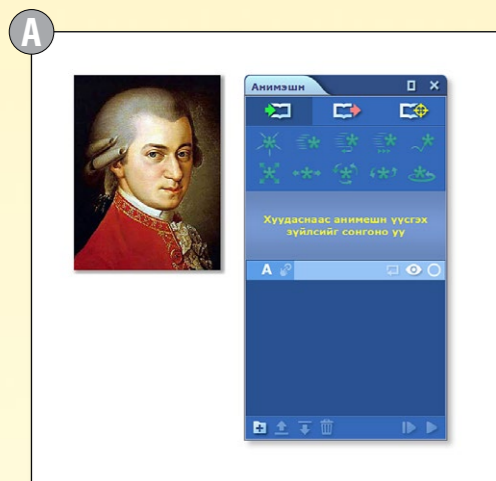 A
Анимэшн
Хуудаснаас анимешн үүсгэх
зүйлсийг сонгоно уу
A